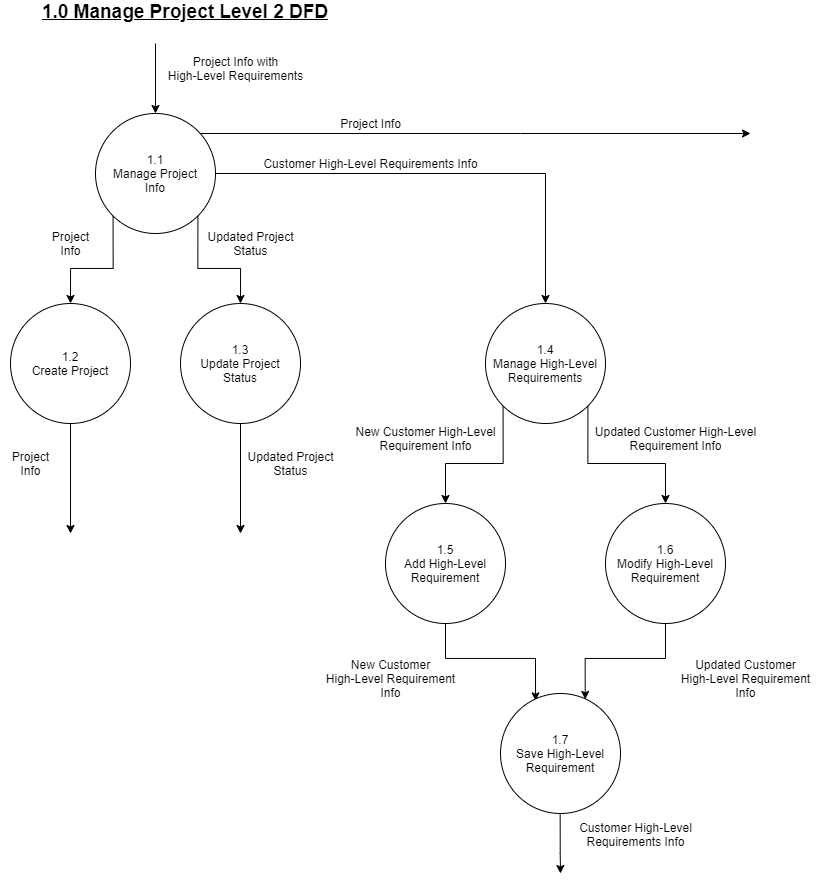 1.0 Manage Project Level 2 DFD
Project Info with
High-Level Requirements
Project Info
1.1
Manage Project
Info
Customer High-Level Requirements Info
Project
Info
Updated Project
Status
1.2
Create Project
1.3
Update Project
Status
1.4
Manage High-Level
Requirements
Project
Info
Updated Project
Status
New Customer High-Level
Requirement Info
Updated Customer High-Level
Requirement Info
1.5
Add High-Level
Requirement
1.6
Modify High-Level
Requirement
New Customer
High-Level Requirement
Info
Updated Customer
High-Level Requirement
Info
1.7
Save High-Level
Requirement
Customer High-Level
Requirements Info